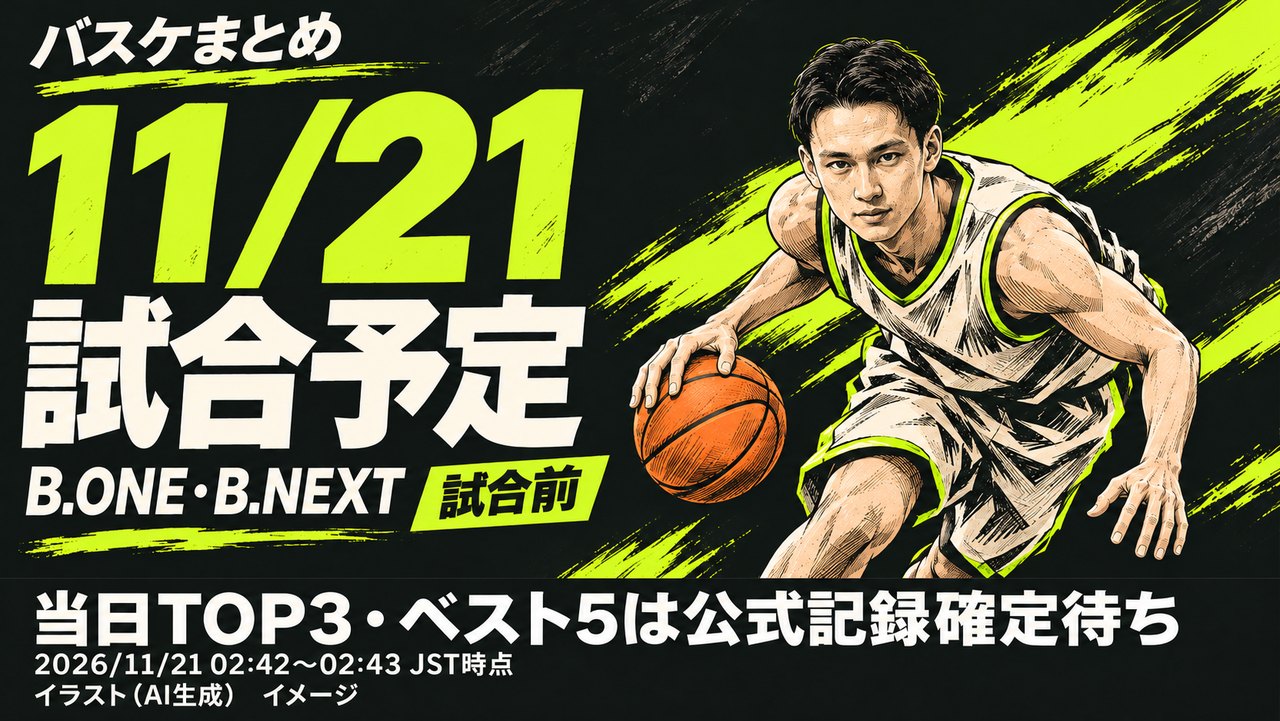 バスケまとめ
11/21
試合予定
B.ONE・B.NEXT 試合前
当日TOP3・ベスト5は公式記録確定待ち
2026/11/21 02:42～02:43 JST時点
イラスト（AI生成） イメージ